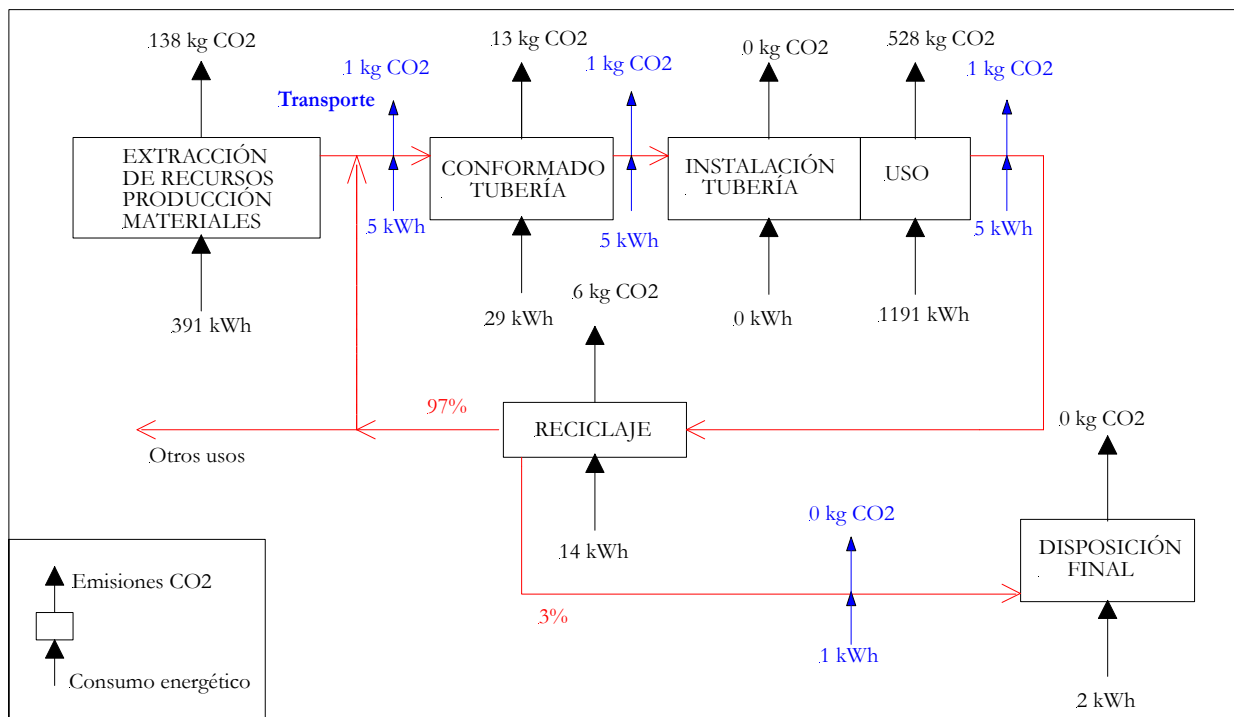 138 kg CO2
13 kg CO2
0 kg CO2
528 kg CO2
1 kg CO2
1 kg CO2
1 kg CO2
Transporte
EXTRACCIÓN
DE RECURSOS
PRODUCCIÓN
MATERIALES
CONFORMADO
TUBERÍA
INSTALACIÓN
TUBERÍA
USO
5 kWh
5 kWh
5 kWh
391 kWh
29 kWh
0 kWh
1191 kWh
6 kg CO2
97%
RECICLAJE
Otros usos
14 kWh
3%
0 kg CO2
1 kWh
0 kg CO2
DISPOSICIÓN
FINAL
2 kWh
Emisiones CO2
Consumo energético